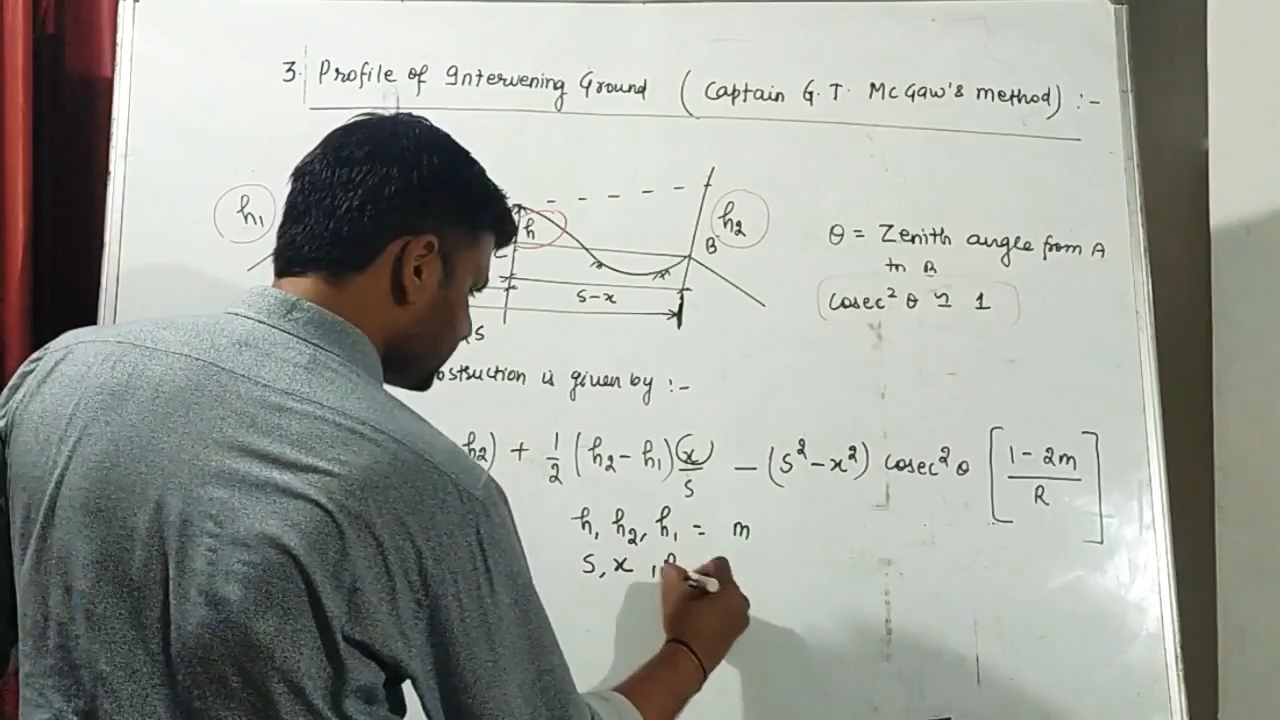 3. Profile of Intervening Ground ( Captain G. T. McGaw's method) :-
h₁
h
h₂
B
s-x
S
θ = Zenith angle from A
to B
Cosec² θ ≃ 1
is given by :-
h₂) + 1/2 (h₂ - h₁) (x)/s - (s² - x²) cosec² θ [1 - 2m / R]
h, h₂, h₁ = m
s, x ,